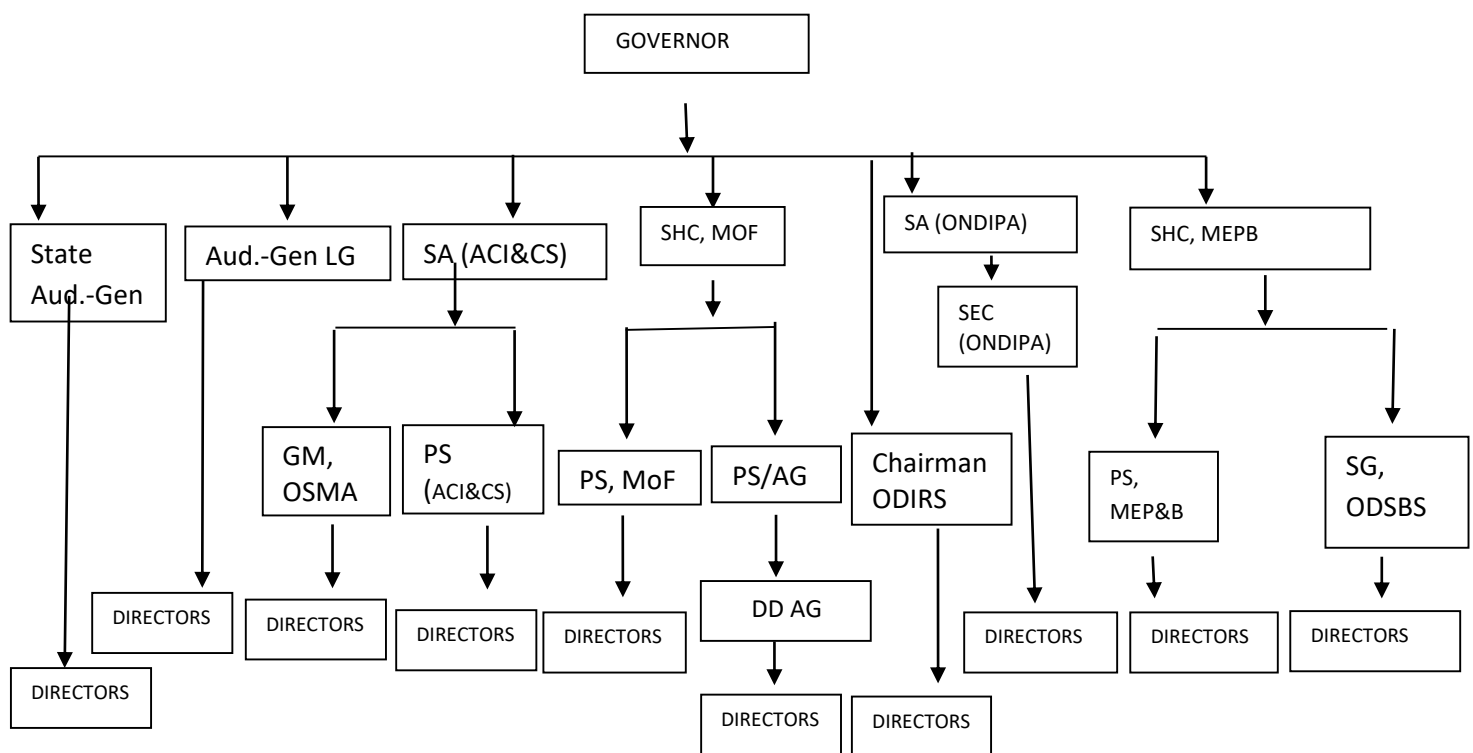 GOVERNOR
State
Aud.-Gen
Aud.-Gen LG
SA (ACI&CS)
SHC, MOF
SA (ONDIPA)
SHC, MEPB
SEC
(ONDIPA)
GM,
OSMA
PS
(ACI&CS)
PS, MoF
PS/AG
Chairman
ODIRS
PS,
MEP&B
SG,
ODSBS
DIRECTORS
DIRECTORS
DIRECTORS
DIRECTORS
DD AG
DIRECTORS
DIRECTORS
DIRECTORS
DIRECTORS
DIRECTORS
DIRECTORS